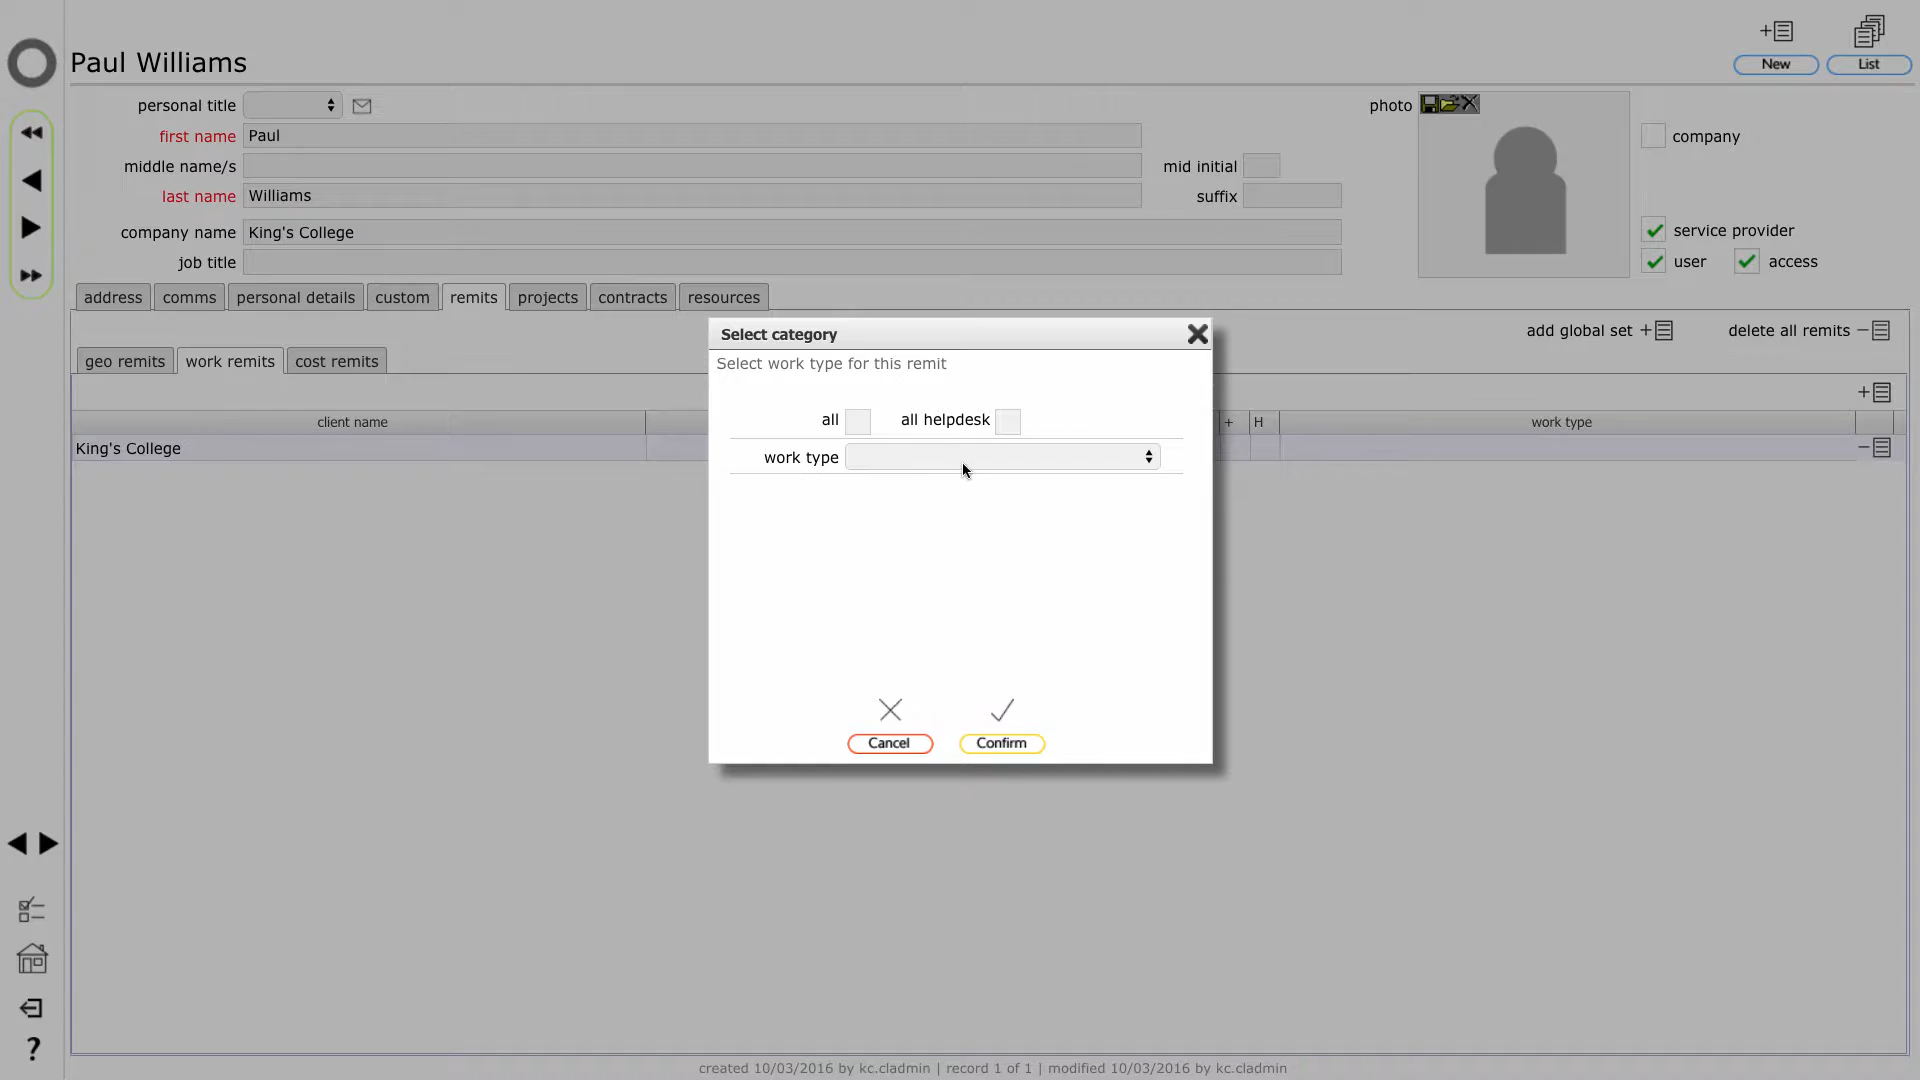 Paul Williams
New
List
personal title
photo
first name
Paul
company
middle name/s
mid initial
last name
Williams
suffix
company name
King's College
service provider
job title
user
access
address
comms
personal details
custom
remits
projects
contracts
resources
add global set
delete all remits
geo remits
work remits
cost remits
client name
+
H
work type
King's College
Select category
Select work type for this remit
all
all helpdesk
work type
Cancel
Confirm
?
created 10/03/2016 by kc.cladmin | record 1 of 1 | modified 10/03/2016 by kc.cladmin